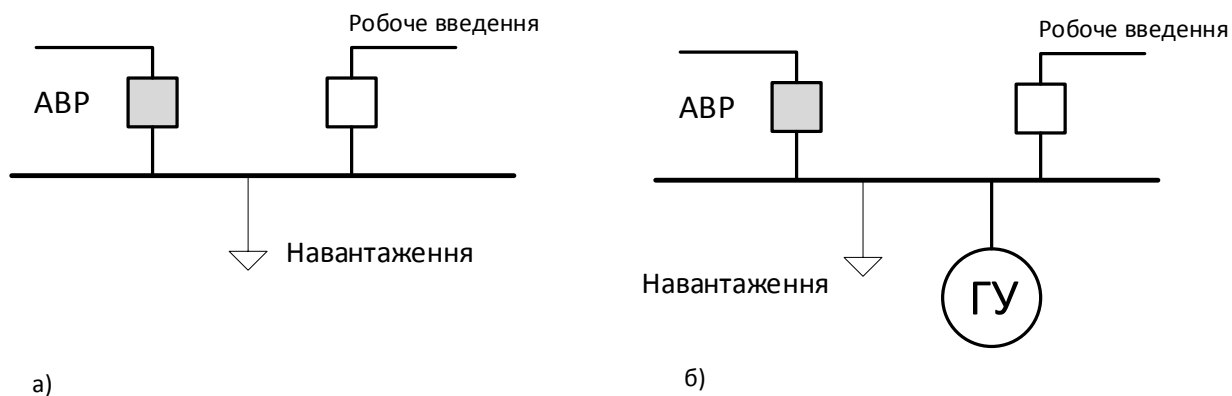 Робоче введення
АВР
Навантаження
а)
Робоче введення
АВР
Навантаження
ГУ
б)